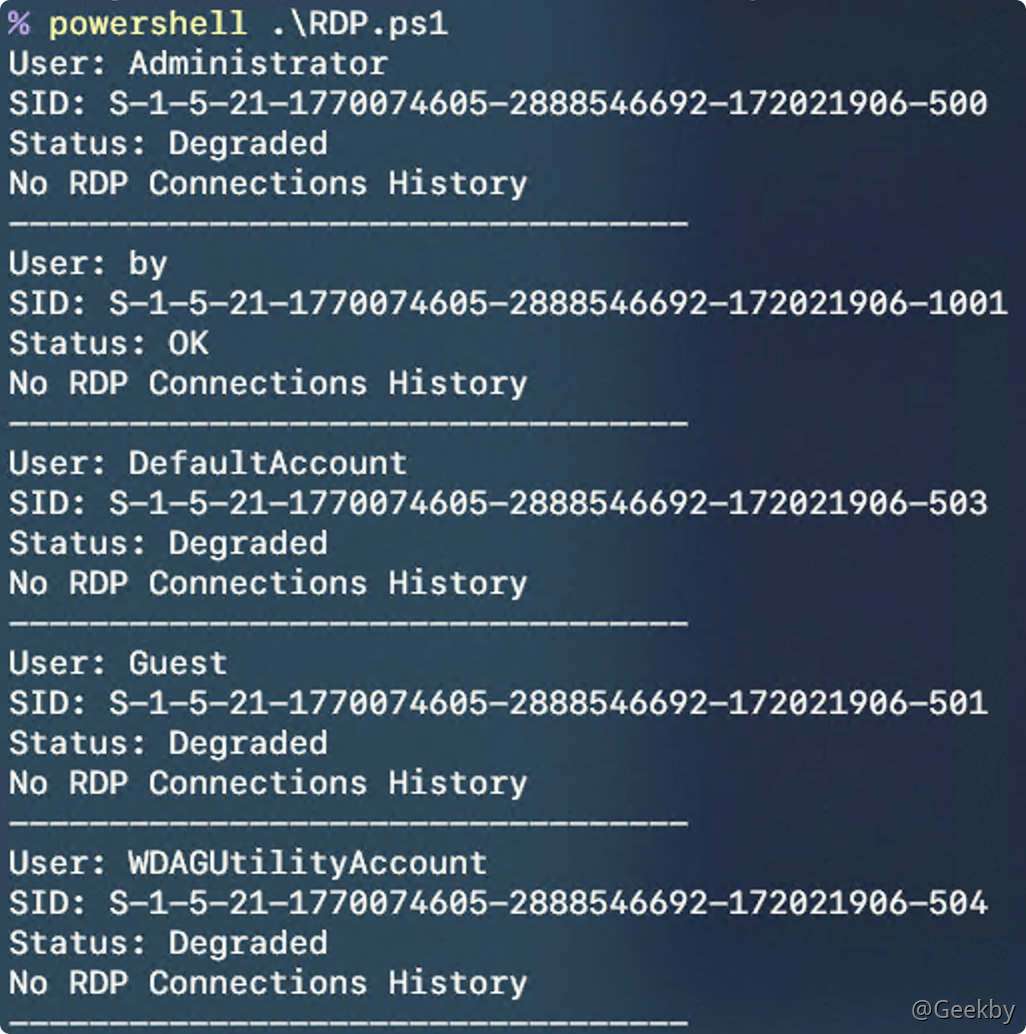 % powershell .\RDP.ps1
User: Administrator
SID: S-1-5-21-1770074605-2888546692-172021906-500
Status: Degraded
No RDP Connections History
----------------------------------
User: by
SID: S-1-5-21-1770074605-2888546692-172021906-1001
Status: OK
No RDP Connections History
----------------------------------
User: DefaultAccount
SID: S-1-5-21-1770074605-2888546692-172021906-503
Status: Degraded
No RDP Connections History
----------------------------------
User: Guest
SID: S-1-5-21-1770074605-2888546692-172021906-501
Status: Degraded
No RDP Connections History
----------------------------------
User: WDAGUtilityAccount
SID: S-1-5-21-1770074605-2888546692-172021906-504
Status: Degraded
No RDP Connections History
----------------------------------
@Geekby